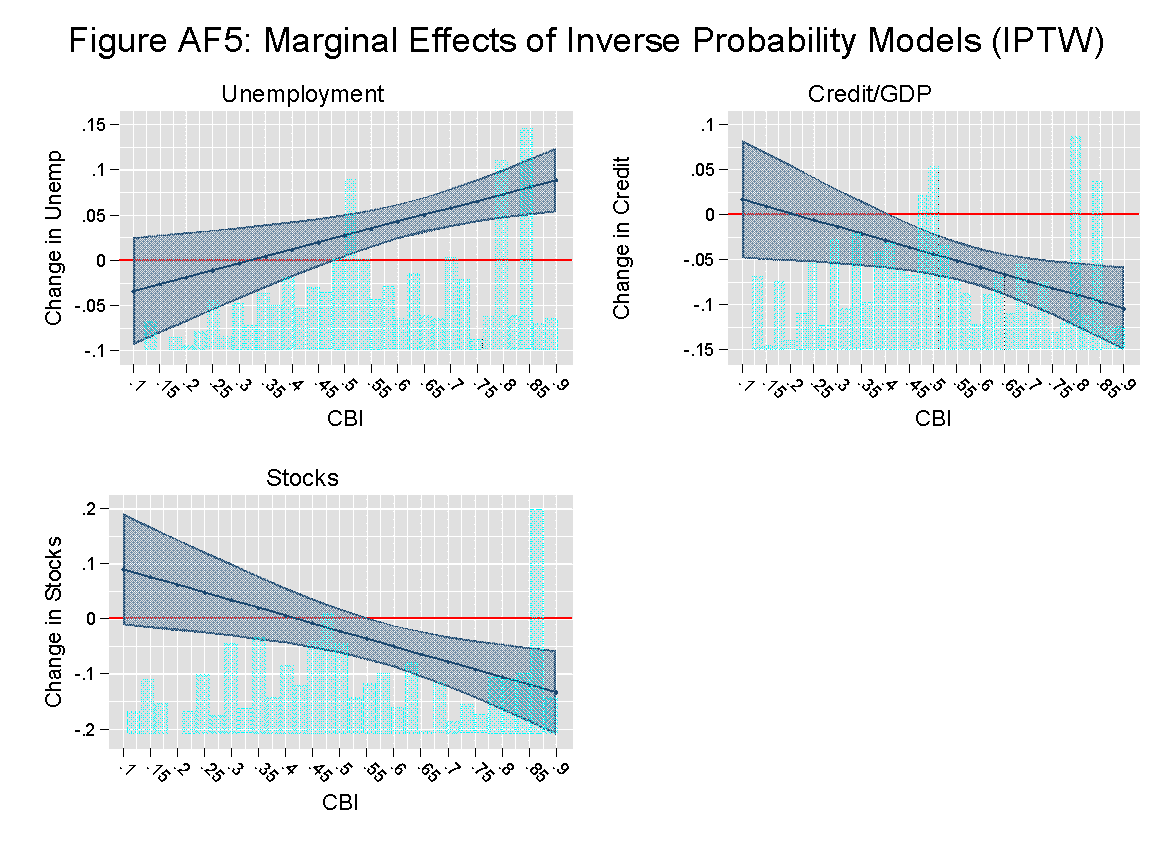 Figure AF5: Marginal Effects of Inverse Probability Models (IPTW)
Unemployment
Change in Unemp
.15
.1
.05
0
-.05
-.1
.1 .15 .2 .25 .3 .35 .4 .45 .5 .55 .6 .65 .7 .75 .8 .85 .9
CBI
Credit/GDP
Change in Credit
.1
.05
0
-.05
-.1
-.15
.1 .15 .2 .25 .3 .35 .4 .45 .5 .55 .6 .65 .7 .75 .8 .85 .9
CBI
Stocks
Change in Stocks
.2
.1
0
-.1
-.2
.1 .15 .2 .25 .3 .35 .4 .45 .5 .55 .6 .65 .7 .75 .8 .85 .9
CBI